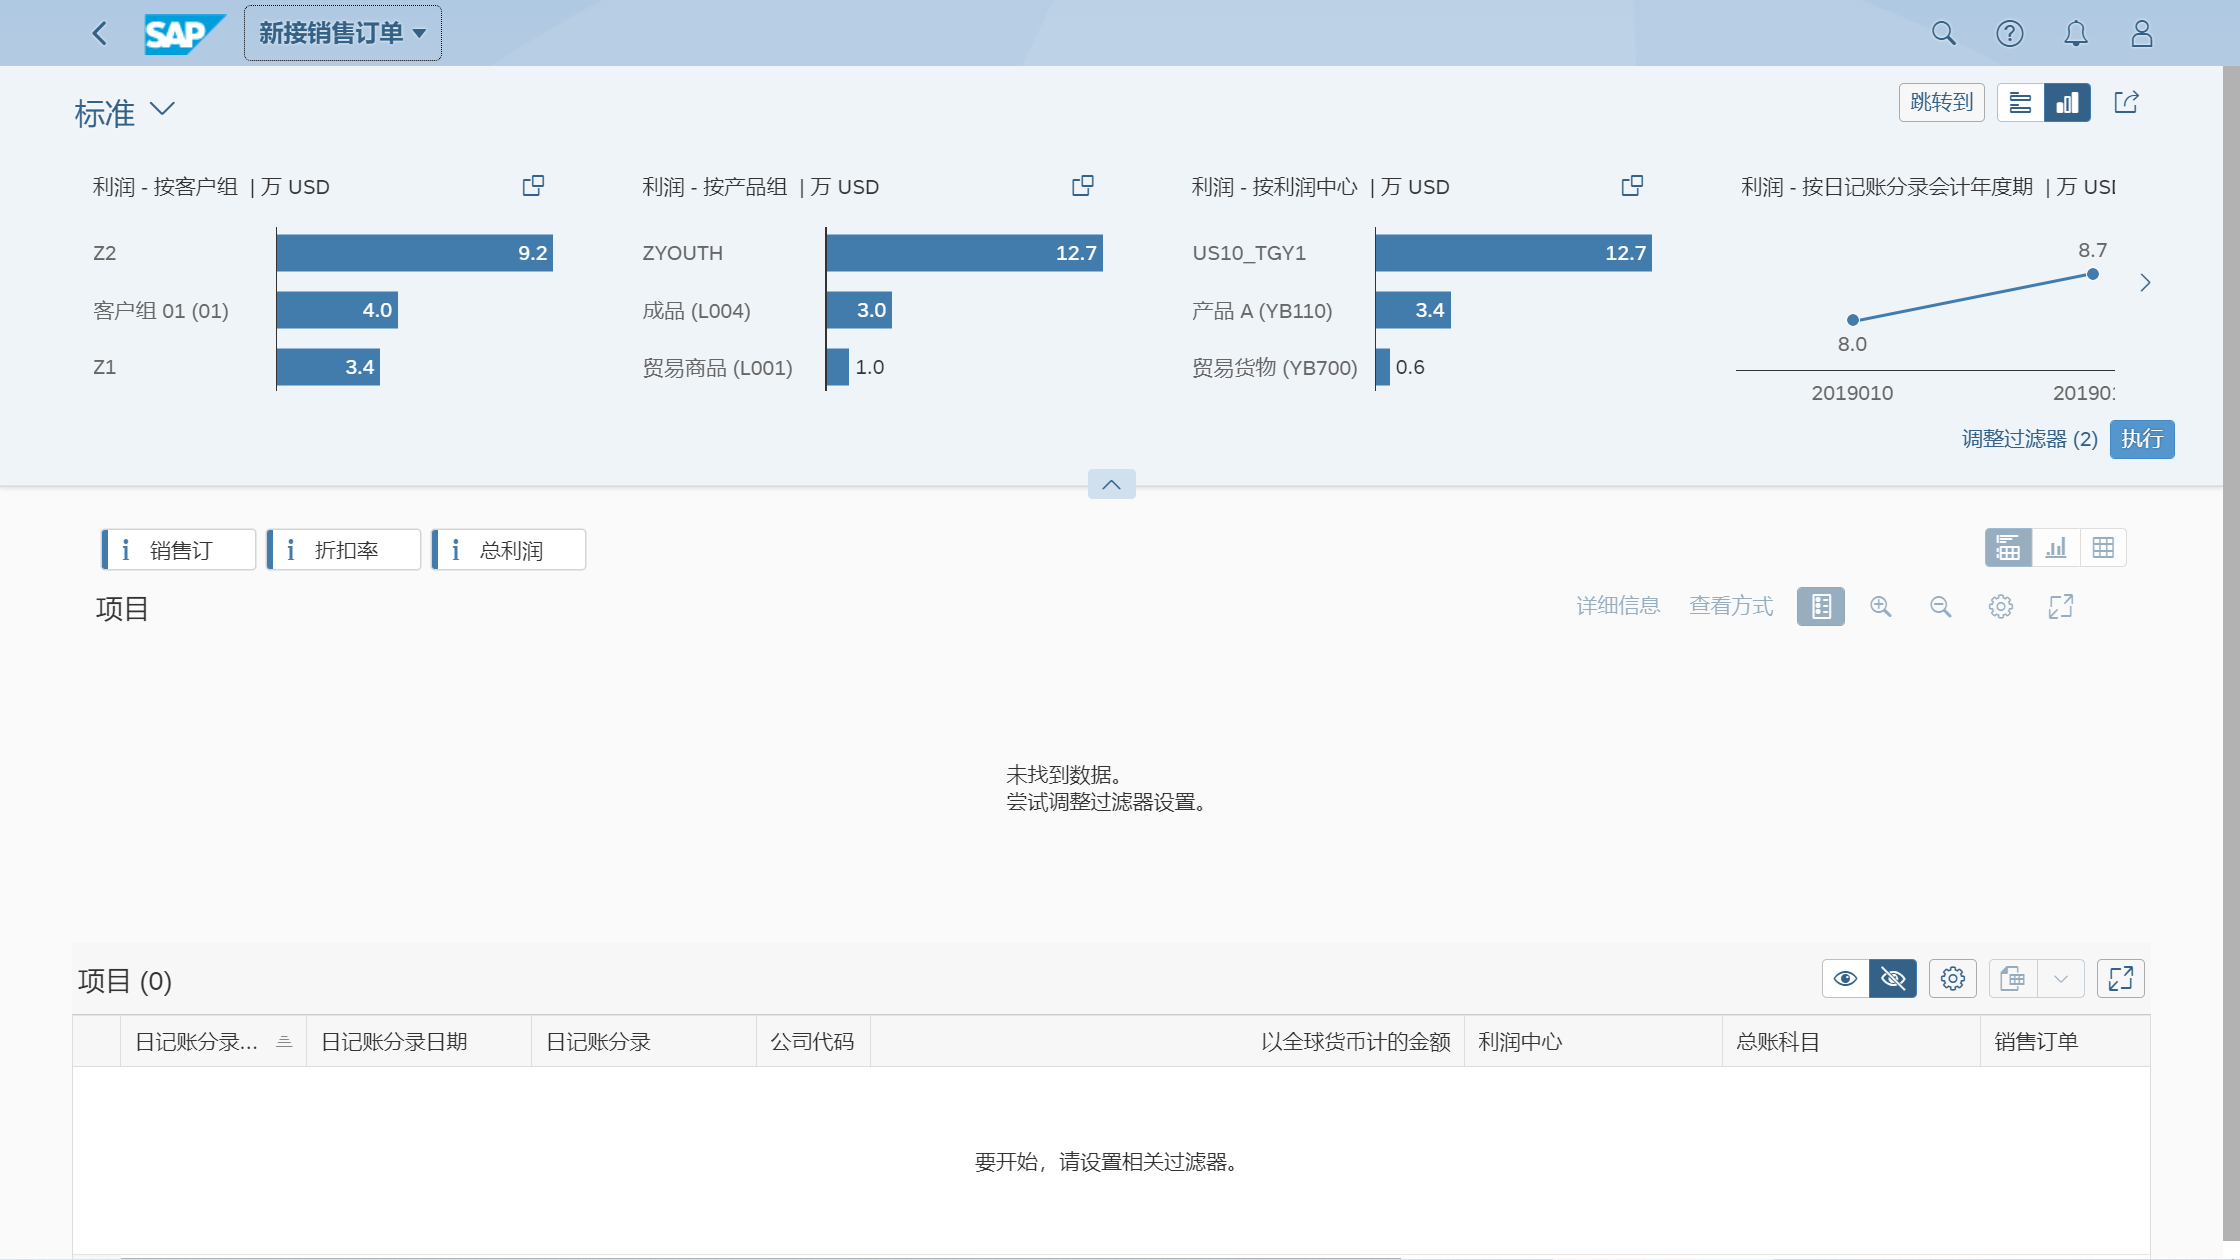 SAP 新接销售订单
标准
跳转到
利润 - 按客户组 | 万 USD
Z2 9.2
客户组 01 (01) 4.0
Z1 3.4
利润 - 按产品组 | 万 USD
ZYOUTH 12.7
成品 (L004) 3.0
贸易商品 (L001) 1.0
利润 - 按利润中心 | 万 USD
US10_TGY1 12.7
产品 A (YB110) 3.4
贸易货物 (YB700) 0.6
利润 - 按日记账分录会计年度期 | 万 USD
8.7
8.0
2019010 20190
调整过滤器 (2) 执行
销售订 折扣率 总利润
项目
详细信息 查看方式
未找到数据。
尝试调整过滤器设置。
项目 (0)
日记账分录... 日记账分录日期 日记账分录 公司代码 以全球货币计的金额 利润中心 总账科目 销售订单
要开始，请设置相关过滤器。